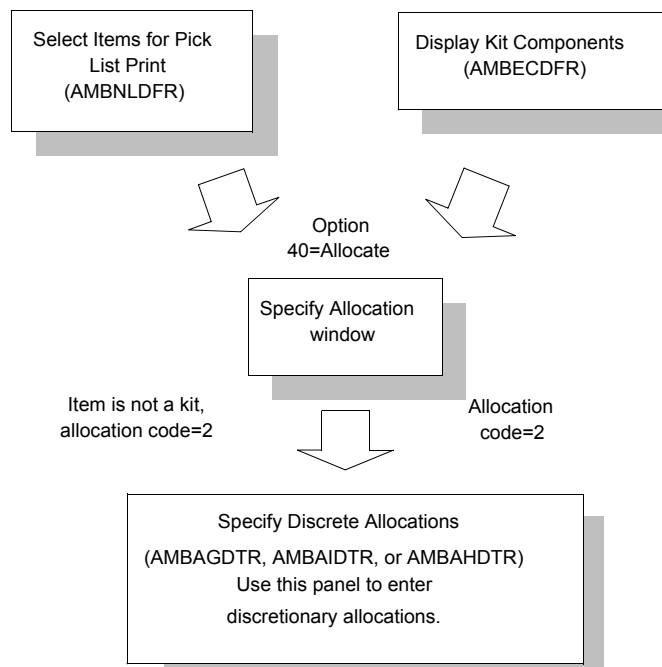 Select Items for Pick
List Print
(AMBNLDFR)
Display Kit Components
(AMBECDFR)
Option
40=Allocate
Specify Allocation
window
Item is not a kit,
allocation code=2
Allocation
code=2
Specify Discrete Allocations
(AMBAGDTR, AMBAIDTR, or AMBAHDTR)
Use this panel to enter
discretionary allocations.